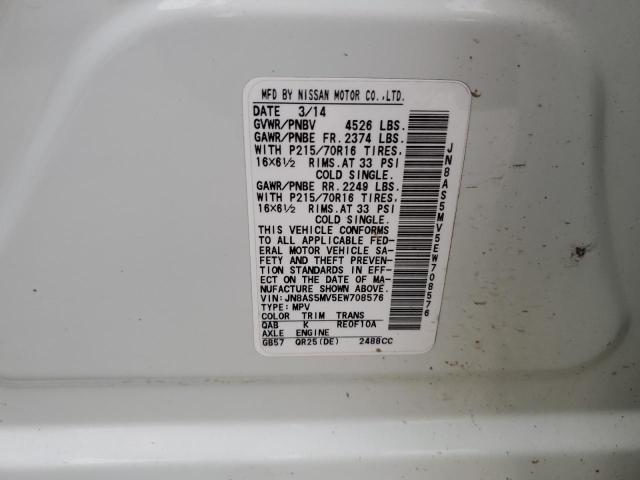 MFD BY NISSAN MOTOR CO.,LTD.
DATE 3/14
GVWR/PNBV 4526 LBS.
GAWR/PNBE FR. 2374 LBS.
WITH P215/70R16 TIRES,
16×6½ RIMS.AT 33 PSI
COLD SINGLE.
GAWR/PNBE RR. 2249 LBS.
WITH P215/70R16 TIRES,
16×6½ RIMS.AT 33 PSI
COLD SINGLE.
THIS VEHICLE CONFORMS
TO ALL APPLICABLE FED-
ERAL MOTOR VEHICLE SA-
FETY AND THEFT PREVEN-
TION STANDARDS IN EFF-
ECT ON THE DATE OF MA-
NUFACTURE SHOWN ABOVE.
VIN: JN8AS5MV5EW708576
TYPE: MPV
COLOR TRIM TRANS
QAB K RE0F10A
AXLE ENGINE
GB57 QR25(DE) 2488CC
JN8AS5MV5EW708576